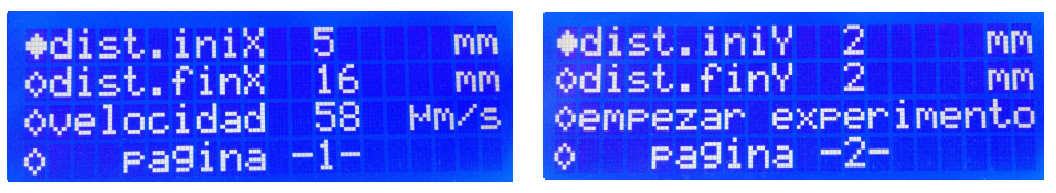 dist.iniX 5 mm
dist.finX 16 mm
velocidad 58 µm/s
pagina -1-
dist.iniY 2 mm
dist.finY 2 mm
empezar experimento
pagina -2-